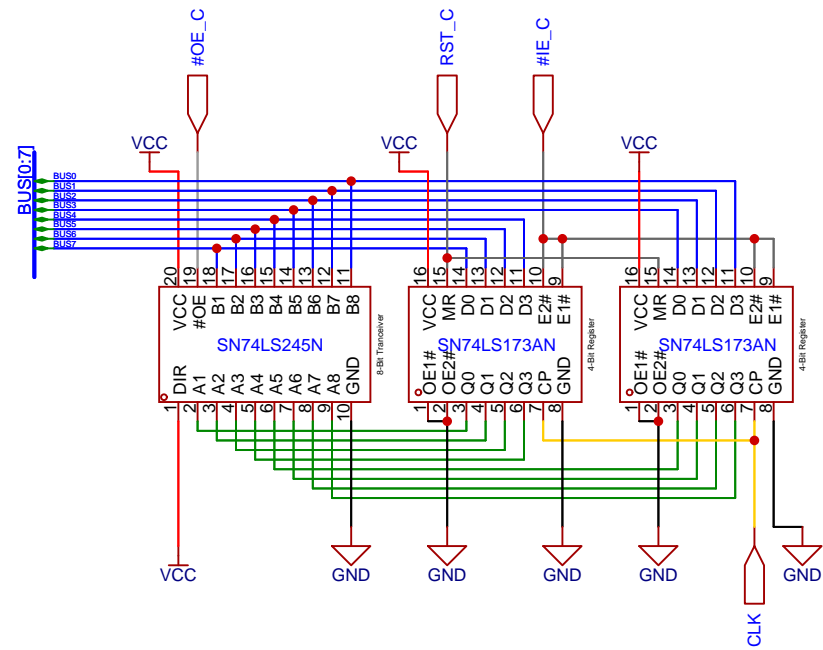 #OE_C
RST_C
#IE_C
VCC
VCC
VCC
BUS[0:7]
BUS0
BUS1
BUS2
BUS3
BUS4
BUS5
BUS6
BUS7
20 19 18 17 16 15 14 13 12 11
VCC #OE B1 B2 B3 B4 B5 B6 B7 B8
SN74LS245N
8-Bit Tranceiver
DIR A1 A2 A3 A4 A5 A6 A7 A8 GND
1 2 3 4 5 6 7 8 9 10
16 15 14 13 12 11 10 9
VCC MR D0 D1 D2 D3 E2# E1#
SN74LS173AN
4-Bit Register
OE1# OE2# Q0 Q1 Q2 Q3 CP GND
1 2 3 4 5 6 7 8
16 15 14 13 12 11 10 9
VCC MR D0 D1 D2 D3 E2# E1#
SN74LS173AN
4-Bit Register
OE1# OE2# Q0 Q1 Q2 Q3 CP GND
1 2 3 4 5 6 7 8
VCC
GND
GND
GND
GND
GND
CLK